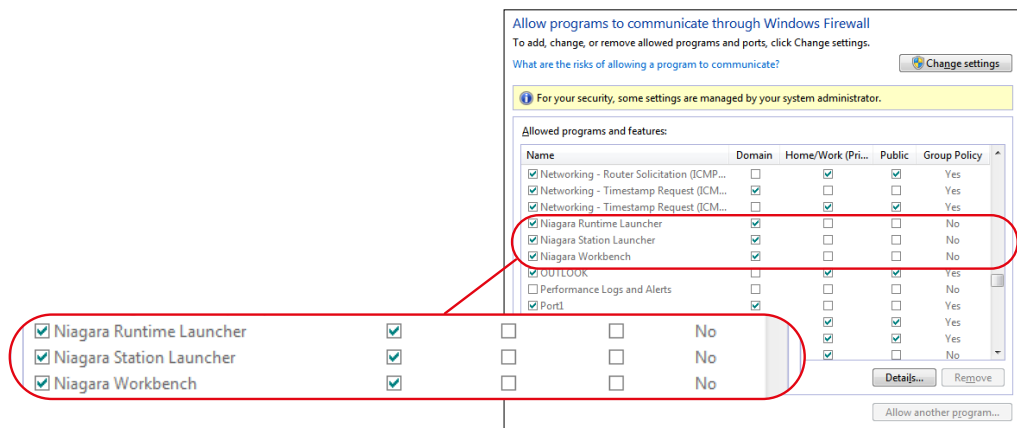 Allow programs to communicate through Windows Firewall
To add, change, or remove allowed programs and ports, click Change settings.
What are the risks of allowing a program to communicate?
Change settings
For your security, some settings are managed by your system administrator.
Allowed programs and features:
Name Domain Home/Work (Pri... Public Group Policy
Networking - Router Solicitation (ICMP... Yes
Networking - Timestamp Request (ICM... Yes
Networking - Timestamp Request (ICM... Yes
Niagara Runtime Launcher No
Niagara Station Launcher No
Niagara Workbench No
OUTLOOK Yes
Performance Logs and Alerts No
Port1 Yes
Yes
Yes
No
Details... Remove
Allow another program...
Niagara Runtime Launcher No
Niagara Station Launcher No
Niagara Workbench No